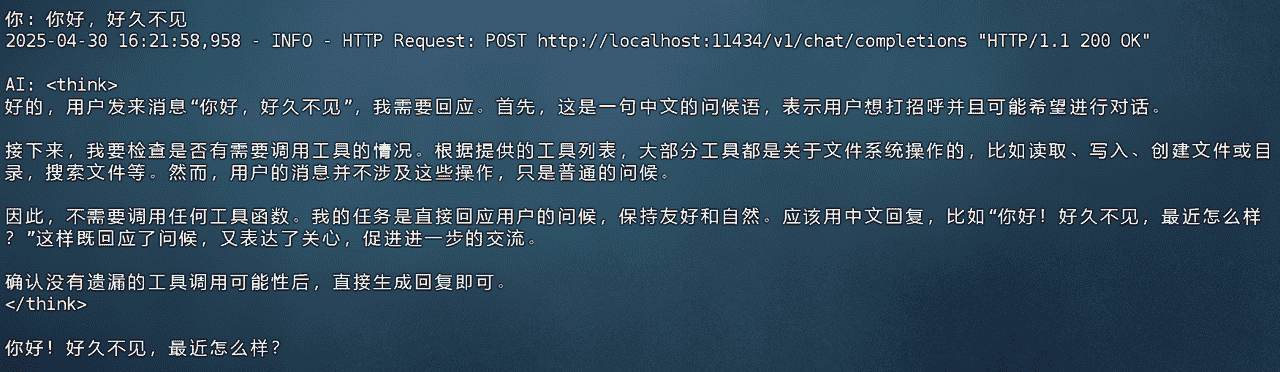 你: 你好，好久不见
2025-04-30 16:21:58,958 - INFO - HTTP Request: POST http://localhost:11434/v1/chat/completions "HTTP/1.1 200 OK"
AI: <think>
好的，用户发来消息“你好，好久不见”，我需要回应。首先，这是一句中文的问候语，表示用户想打招呼并且可能希望进行对话。
接下来，我要检查是否有需要调用工具的情况。根据提供的工具列表，大部分工具都是关于文件系统操作的，比如读取、写入、创建文件或目
录，搜索文件等。然而，用户的消息并不涉及这些操作，只是普通的问候。
因此，不需要调用任何工具函数。我的任务是直接回应用户的问候，保持友好和自然。应该用中文回复，比如“你好！好久不见，最近怎么样
？”这样既回应了问候，又表达了关心，促进进一步的交流。
确认没有遗漏的工具调用可能性后，直接生成回复即可。
</think>
你好！好久不见，最近怎么样？